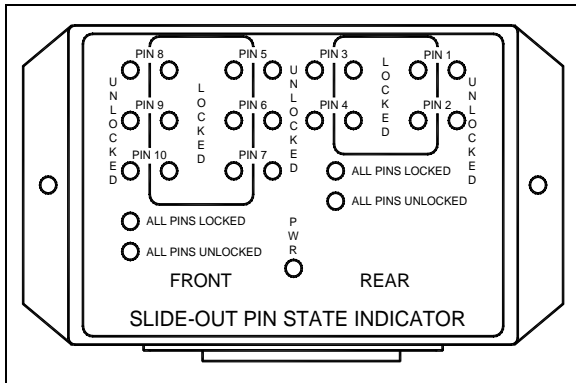 PIN 8
PIN 5
PIN 3
PIN 1
UNLOCKED
LOCKED
UNLOCKED
LOCKED
UNLOCKED
PIN 9
PIN 6
PIN 4
PIN 2
PIN 10
PIN 7
ALL PINS LOCKED
ALL PINS UNLOCKED
ALL PINS LOCKED
ALL PINS UNLOCKED
PWR
FRONT
REAR
SLIDE-OUT PIN STATE INDICATOR